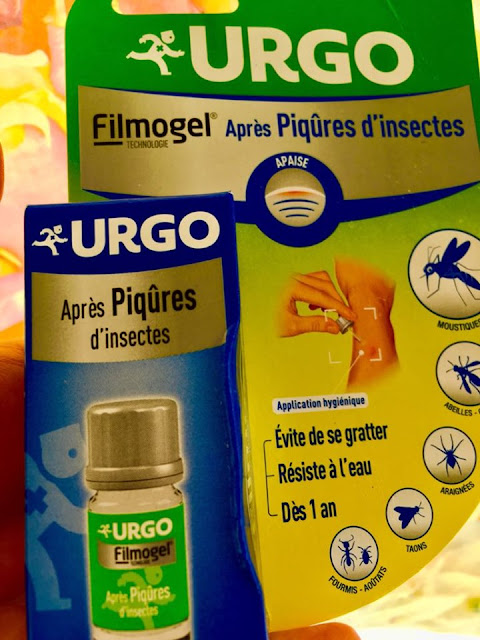 URGO
Filmogel®
TECHNOLOGIE
Après Piqûres d'insectes
APAISE
URGO
Après Piqûres
d'insectes
Application hygiénique
Évite de se gratter
Résiste à l'eau
Dès 1 an
MOUSTIQUES
ABEILLES -
ARAIGNÉES
TAONS
FOURMIS - AOÛTATS
URGO
Filmogel
Après Piqûres
d'insectes